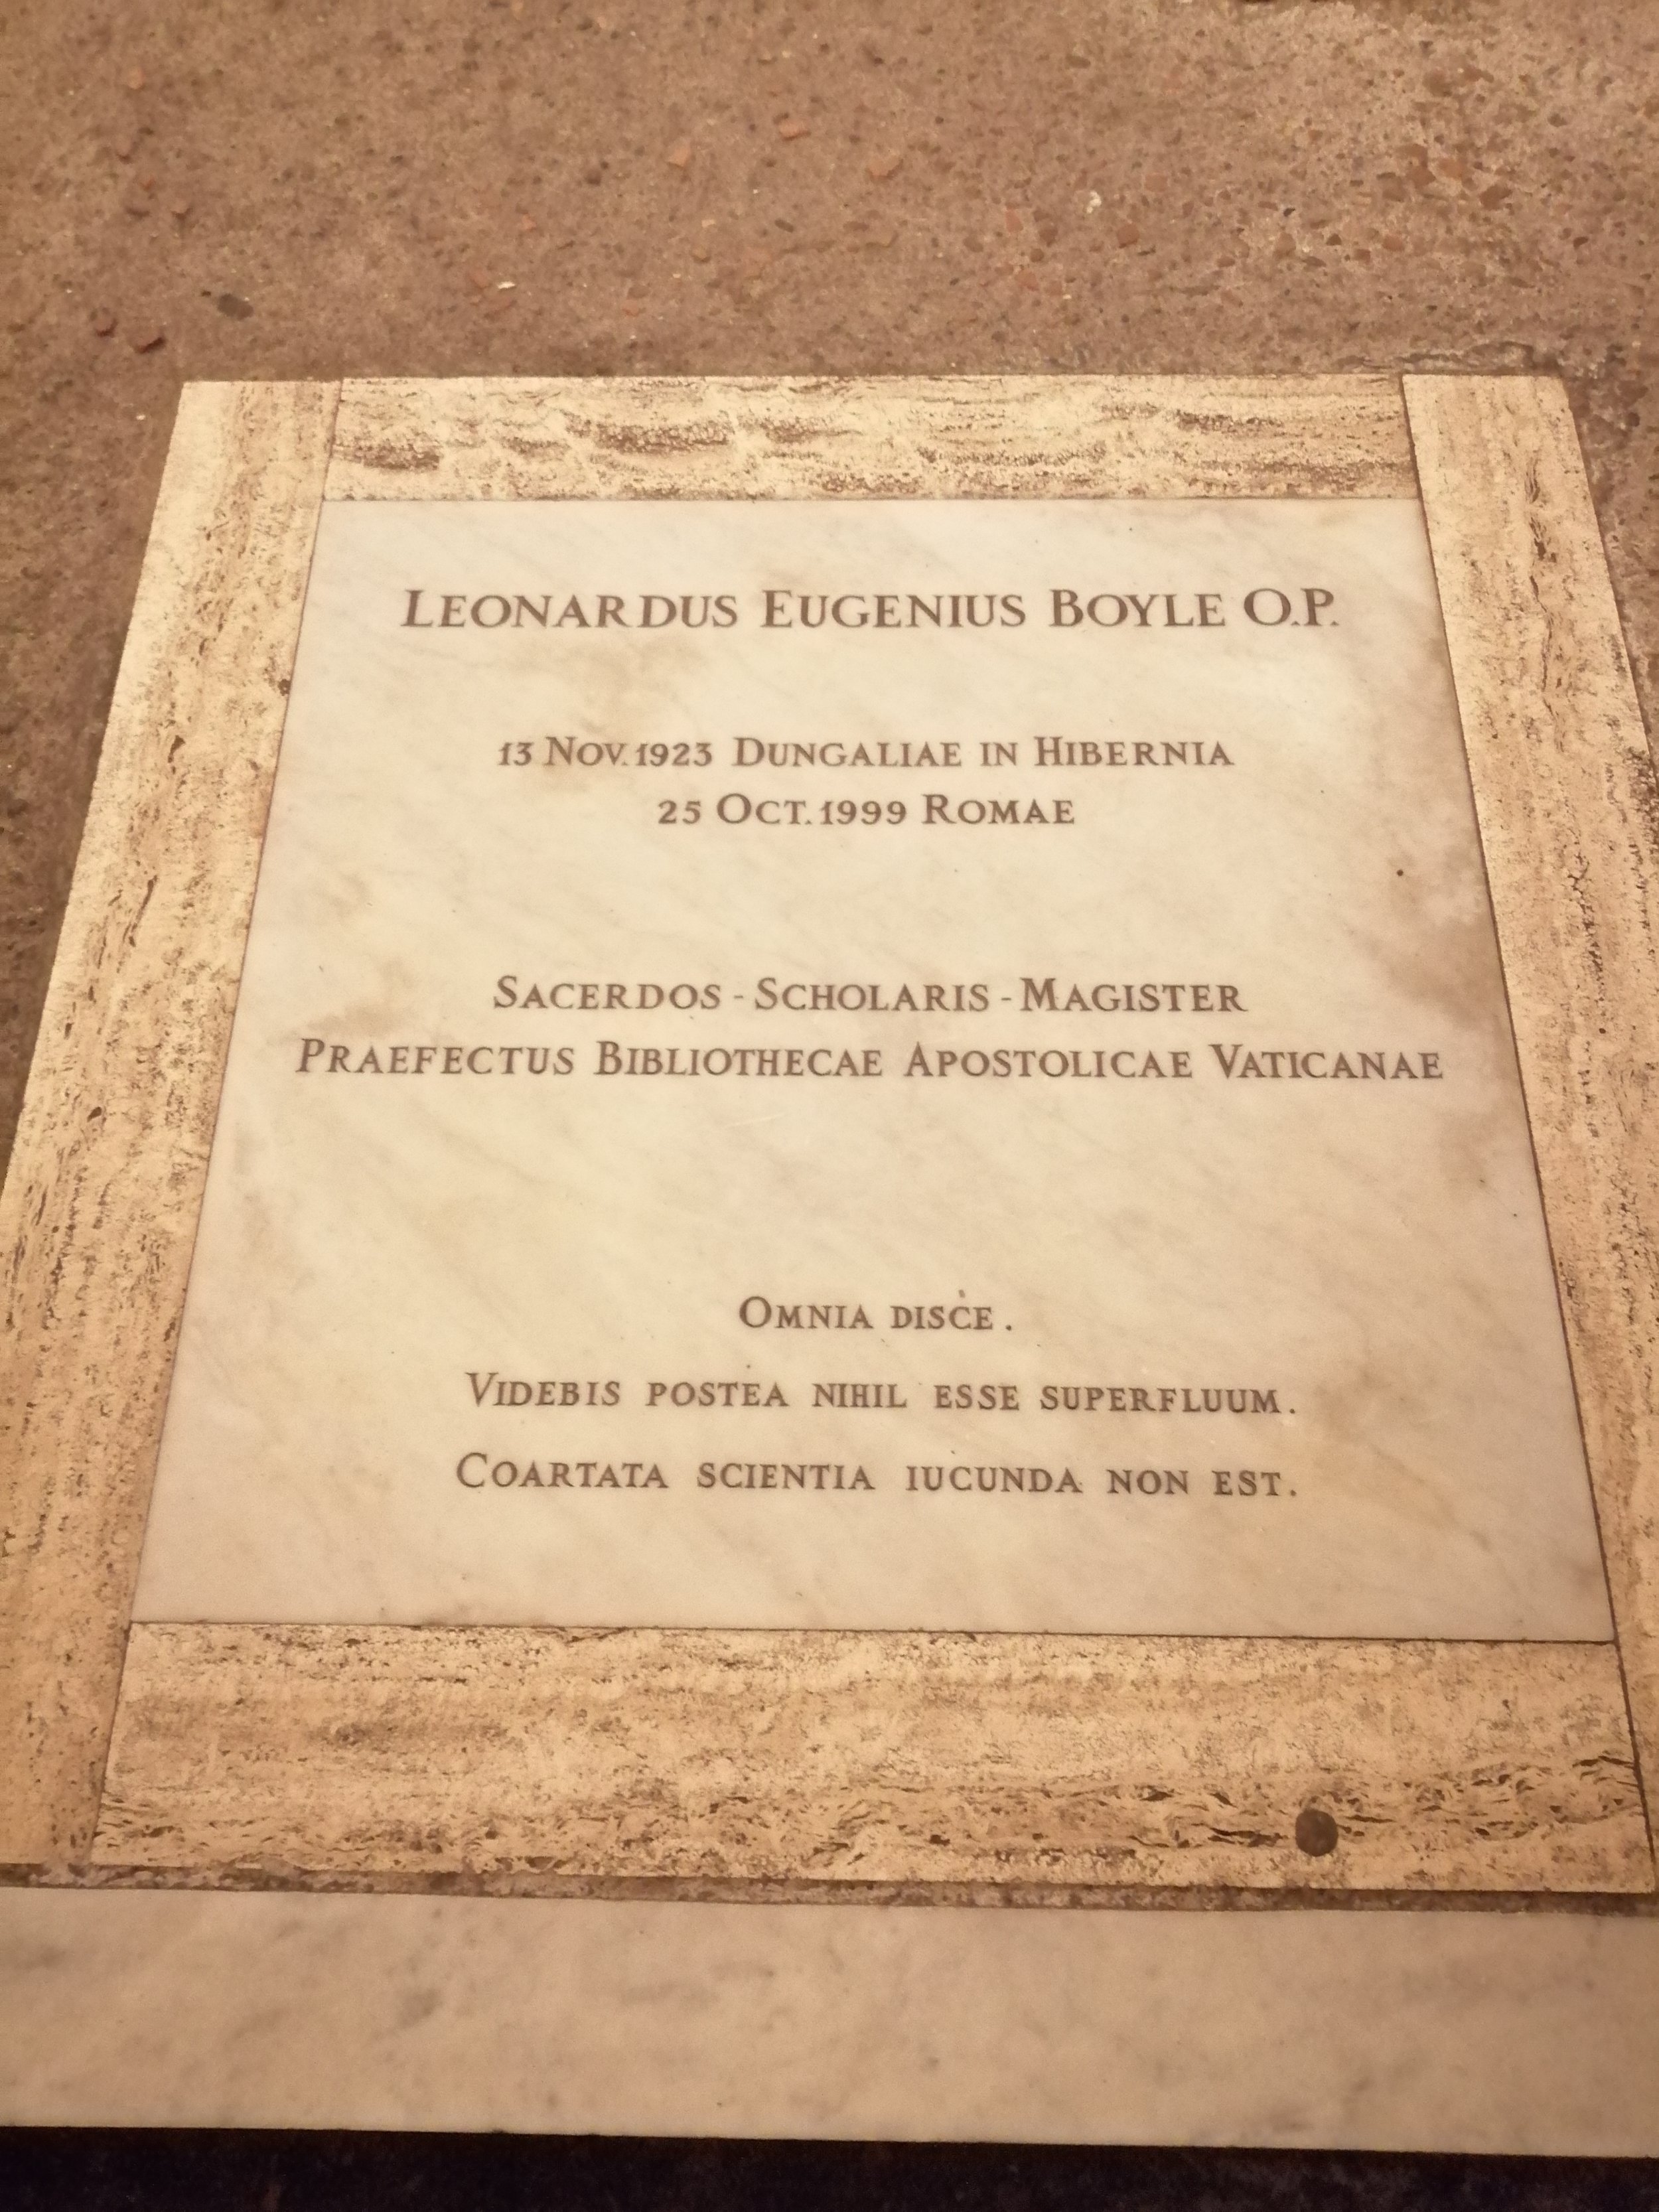 Leonardus Eugenius Boyle O.P.
13 Nov. 1923 Dungaliae in Hibernia
25 Oct. 1999 Romae
Sacerdos - Scholaris - Magister
Praefectus Bibliothecae Apostolicae Vaticanae
Omnia disce.
Videbis postea nihil esse superfluum.
Coartata scientia iucunda non est.